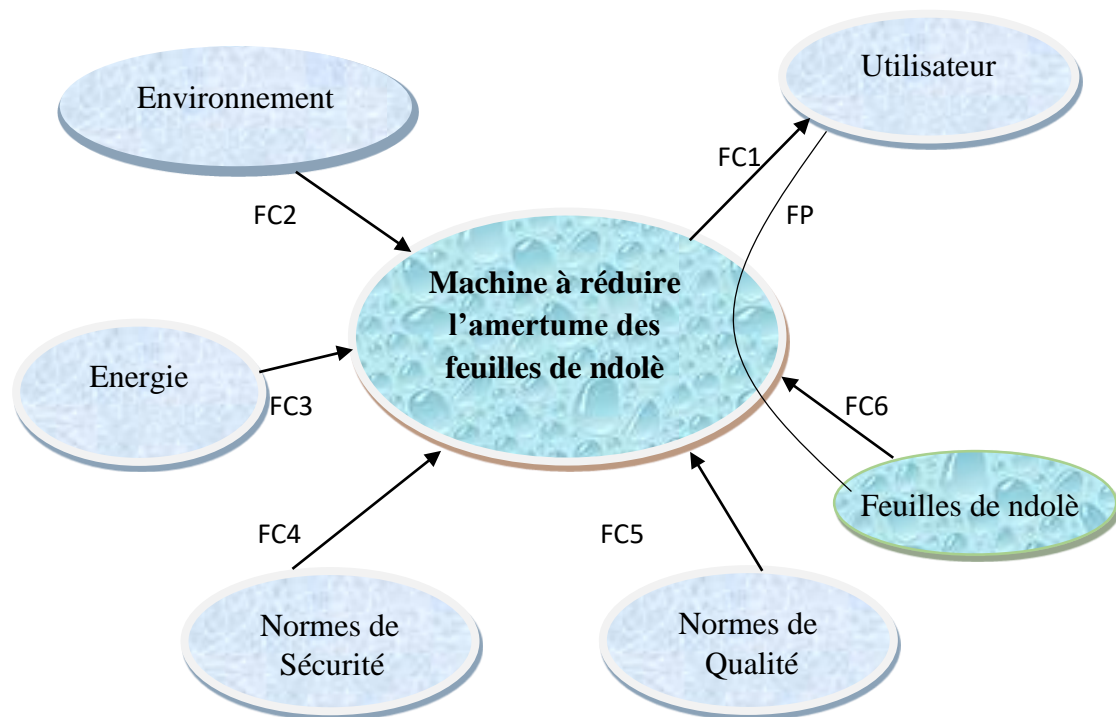 Environnement
Utilisateur
FC1
FC2
FP
Machine à réduire
l’amertume des
feuilles de ndolè
Energie
FC3
FC6
Feuilles de ndolè
FC4
FC5
Normes de
Sécurité
Normes de
Qualité